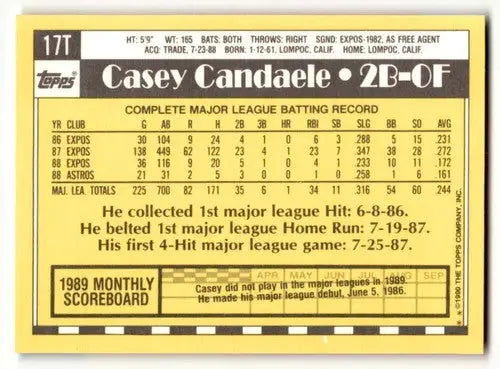 17T
HT: 5'9" WT: 165 BATS: BOTH THROWS: RIGHT SGND: EXPOS-1982, AS FREE AGENT
ACQ: TRADE, 7-23-88 BORN: 1-12-61, LOMPOC, CALIF. HOME: LOMPOC, CALIF.
Topps
Casey Candaele • 2B-OF
COMPLETE MAJOR LEAGUE BATTING RECORD
YR CLUB G AB R H 2B 3B HR RBI SB SLG BB SO AVG
86 EXPOS 30 104 9 24 4 1 0 6 3 .288 5 15 .231
87 EXPOS 138 449 62 122 23 4 1 23 7 .347 38 28 .272
88 EXPOS 36 116 9 20 5 1 0 4 1 .233 10 11 .172
88 ASTROS 21 31 2 5 3 0 0 1 0 .258 1 6 .161
MAJ. LEA. TOTALS 225 700 82 171 35 6 1 34 11 .316 54 60 .244
He collected 1st major league Hit: 6-8-86.
He belted 1st major league Home Run: 7-19-87.
His first 4-Hit major league game: 7-25-87.
1989 MONTHLY
SCOREBOARD
APR MAY JUN JUL AUG SEP
Casey Candaele did not play in the major leagues in 1989.
He made his major league debut, June 5, 1986.
* * © 1990 THE TOPPS COMPANY, INC.